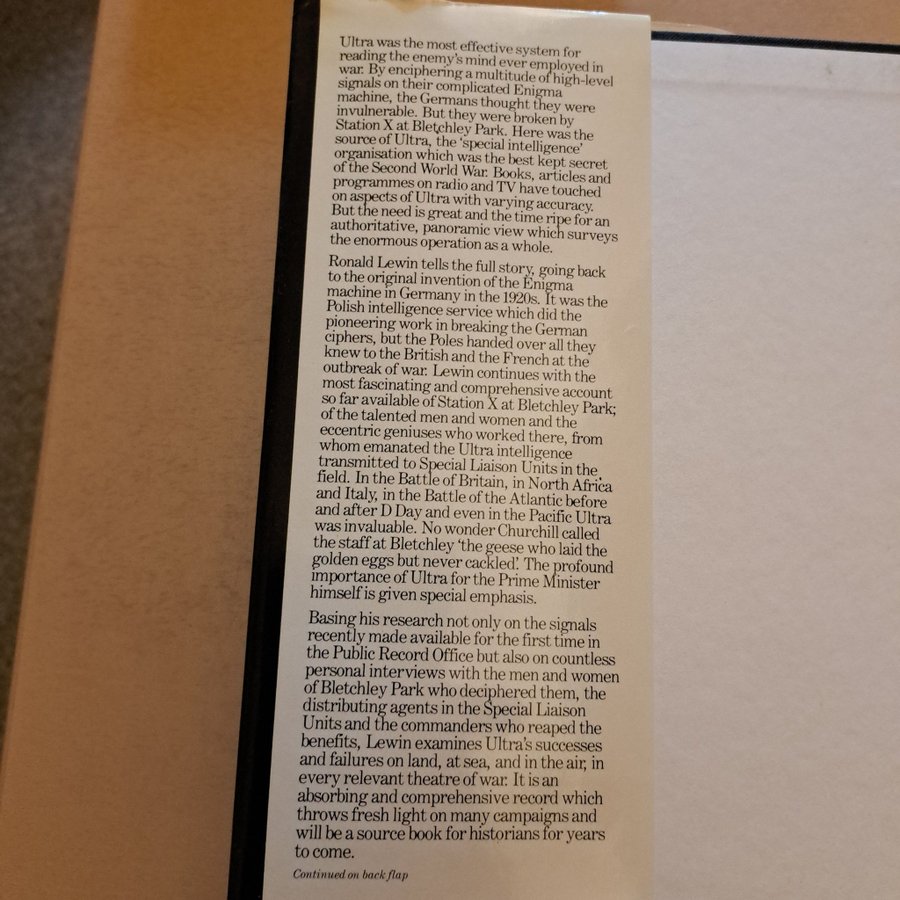 Ultra was the most effective system for
reading the enemy's mind ever employed in
war. By enciphering a multitude of high-level
signals on their complicated Enigma
machine, the Germans thought they were
invulnerable. But they were broken by
Station X at Bletchley Park. Here was the
source of Ultra, the 'special intelligence'
organisation which was the best kept secret
of the Second World War. Books, articles and
programmes on radio and TV have touched
on aspects of Ultra with varying accuracy.
But the need is great and the time ripe for an
authoritative, panoramic view which surveys
the enormous operation as a whole.
Ronald Lewin tells the full story, going back
to the original invention of the Enigma
machine in Germany in the 1920s. It was the
Polish intelligence service which did the
pioneering work in breaking the German
ciphers, but the Poles handed over all they
knew to the British and the French at the
outbreak of war. Lewin continues with the
most fascinating and comprehensive account
so far available of Station X at Bletchley Park;
of the talented men and women and the
eccentric geniuses who worked there, from
whom emanated the Ultra intelligence
transmitted to Special Liaison Units in the
field. In the Battle of Britain, in North Africa
and Italy, in the Battle of the Atlantic before
and after D Day and even in the Pacific Ultra
was invaluable. No wonder Churchill called
the staff at Bletchley 'the geese who laid the
golden eggs but never cackled'. The profound
importance of Ultra for the Prime Minister
himself is given special emphasis.
Basing his research not only on the signals
recently made available for the first time in
the Public Record Office but also on countless
personal interviews with the men and women
of Bletchley Park who deciphered them, the
distributing agents in the Special Liaison
Units and the commanders who reaped the
benefits, Lewin examines Ultra's successes
and failures on land, at sea, and in the air, in
every relevant theatre of war. It is an
absorbing and comprehensive record which
throws fresh light on many campaigns and
will be a source book for historians for years
to come.
Continued on back flap